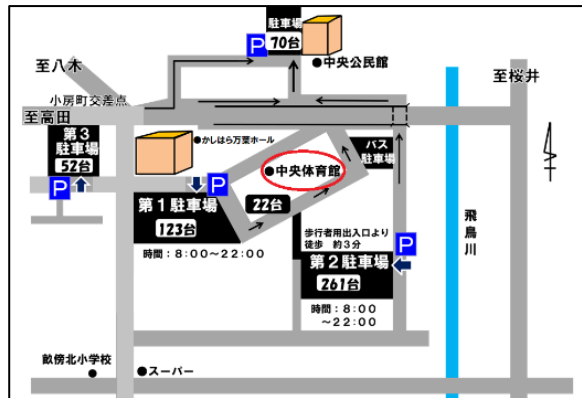 駐車場
70台
P
●中央公民館
至八木
至桜井
小房町交差点
至高田
第3
駐車場
52台
P
●かしはら万葉ホール
バス
駐車場
●中央体育館
P
第1駐車場
123台
22台
時間：8:00～22:00
歩行者用出入口より
徒歩 約3分
P
第2駐車場
261台
時間：8:00
～22:00
飛鳥川
畝傍北小学校
●スーパー